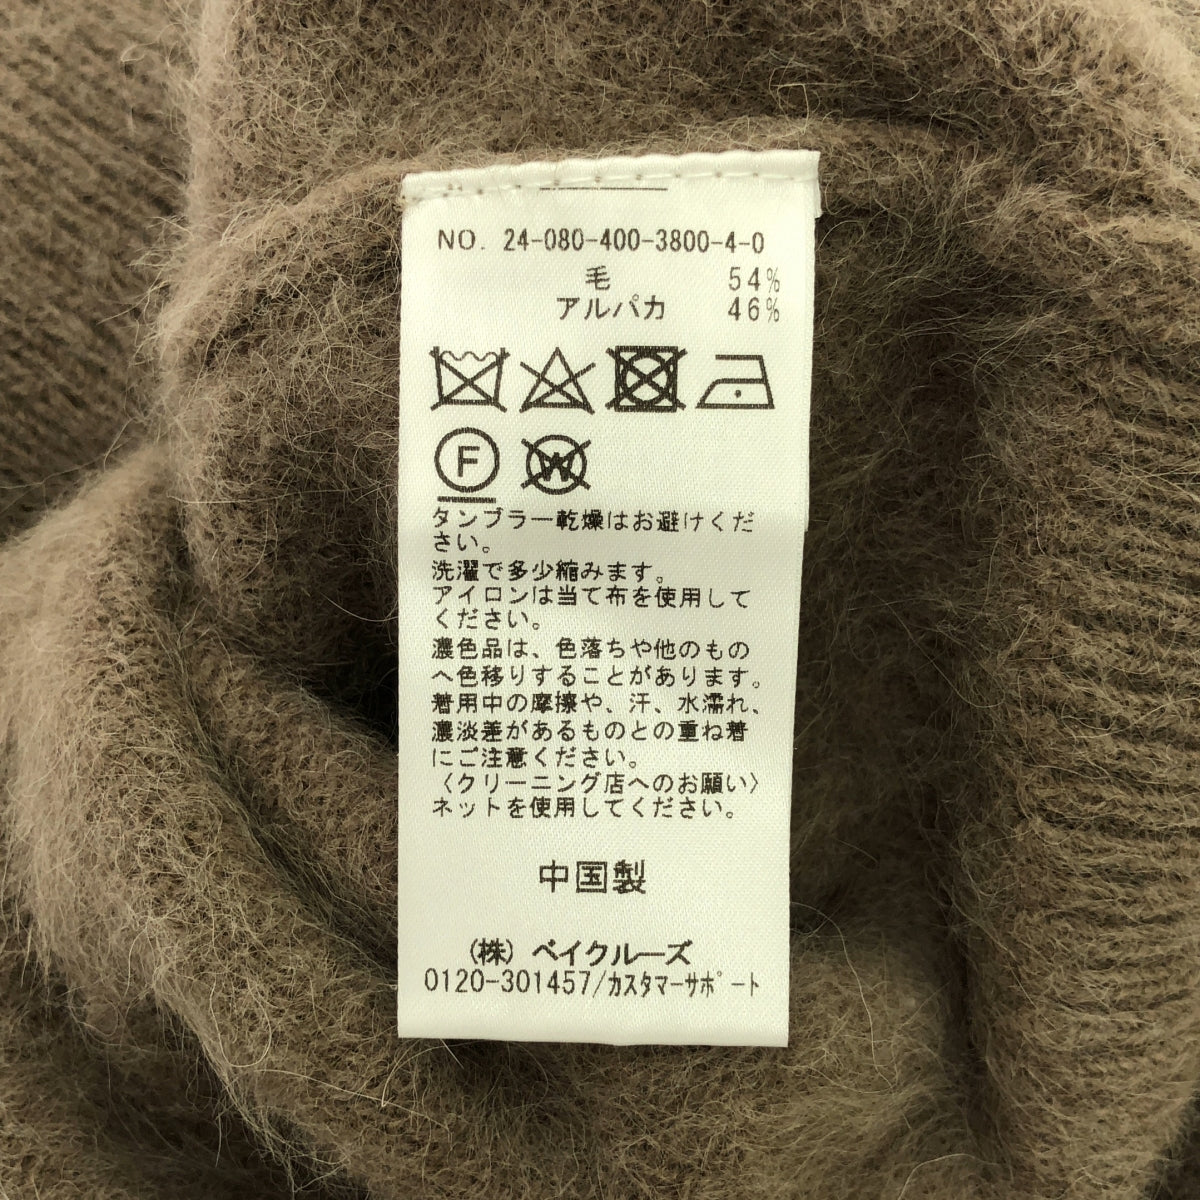 NO. 24-080-400-3800-4-0
毛 54%
アルパカ 46%
F W
タンブラー乾燥はお避けくだ
さい。
洗濯で多少縮みます。
アイロンは当て布を使用して
ください。
濃色品は、色落ちや他のもの
へ色移りすることがあります。
着用中の摩擦や、汗、水濡れ、
濃淡差があるものとの重ね着
にご注意ください。
〈クリーニング店へのお願い〉
ネットを使用してください。
中国製
(株) ベイクルーズ
0120-301457/ｶｽﾀﾏｰｻﾎﾟｰﾄ